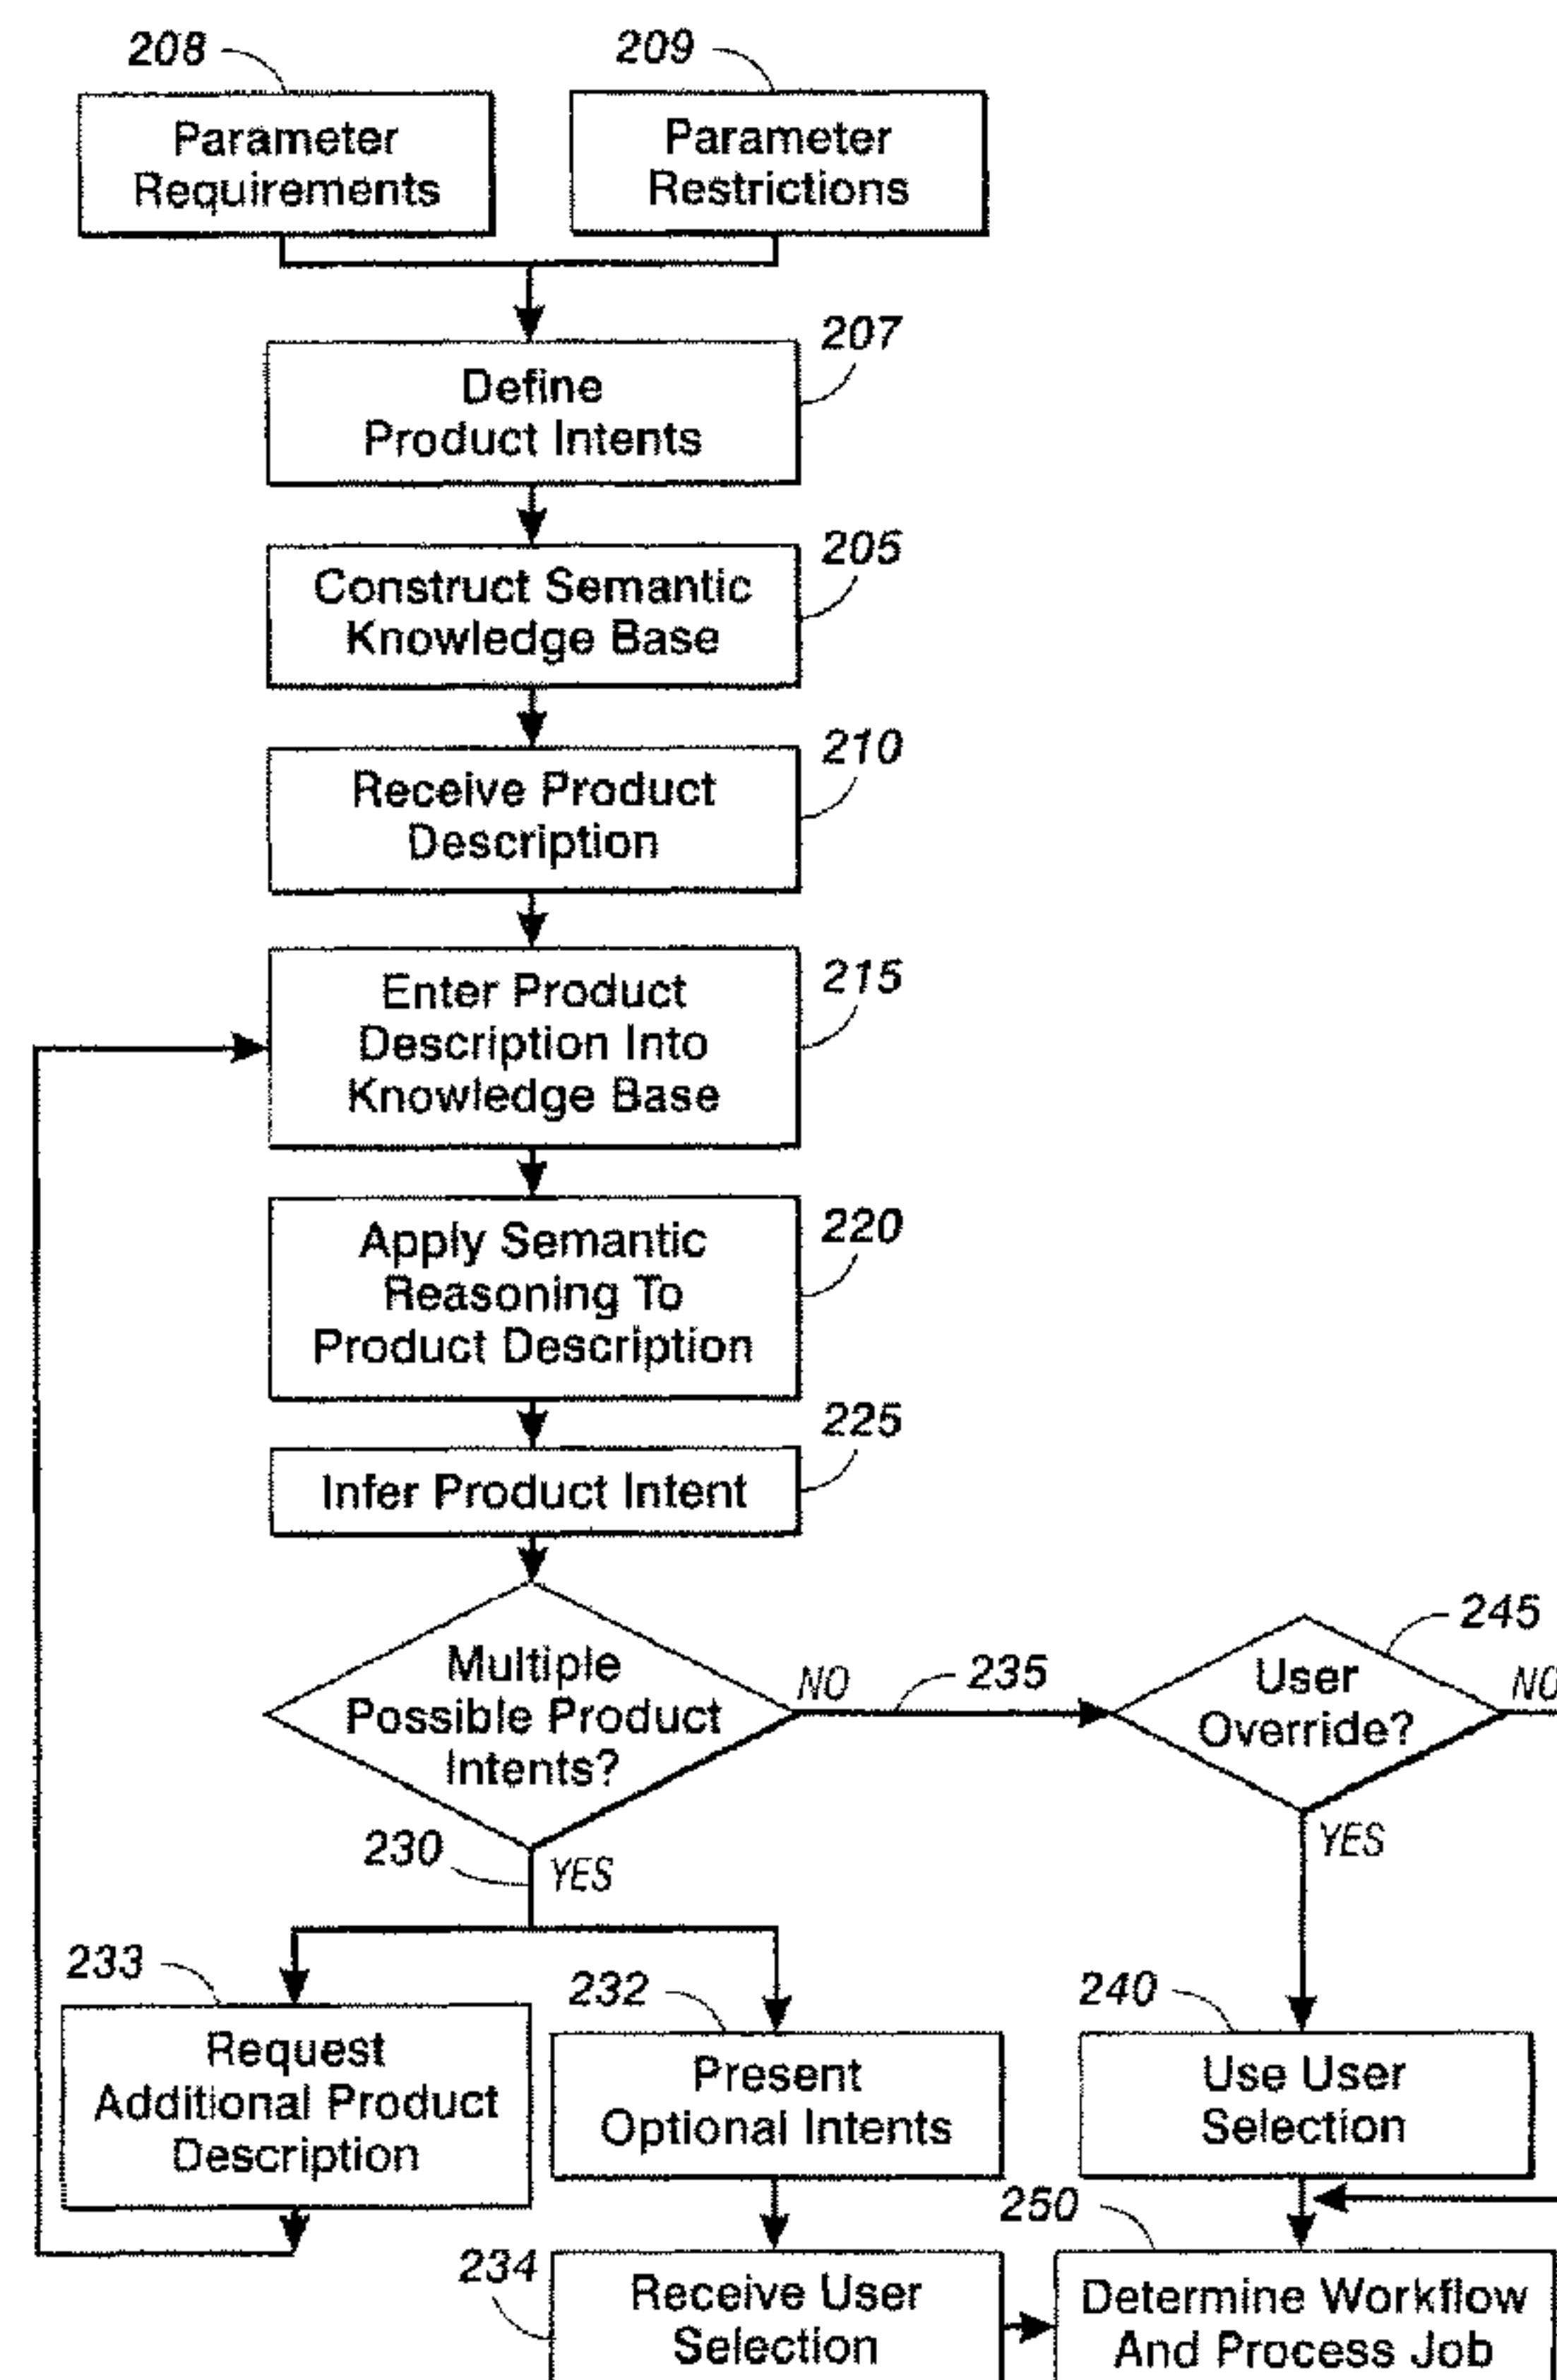 208
209
Parameter
Requirements
Parameter
Restrictions
207
Define
Product Intents
205
Construct Semantic
Knowledge Base
210
Receive Product
Description
215
Enter Product
Description Into
Knowledge Base
220
Apply Semantic
Reasoning To
Product Description
225
Infer Product Intent
Multiple
Possible Product
Intents?
NO
235
245
User
Override?
NO
230
YES
YES
233
Request
Additional Product
Description
232
Present
Optional Intents
240
Use User
Selection
234
Receive User
Selection
250
Determine Workflow
And Process Job